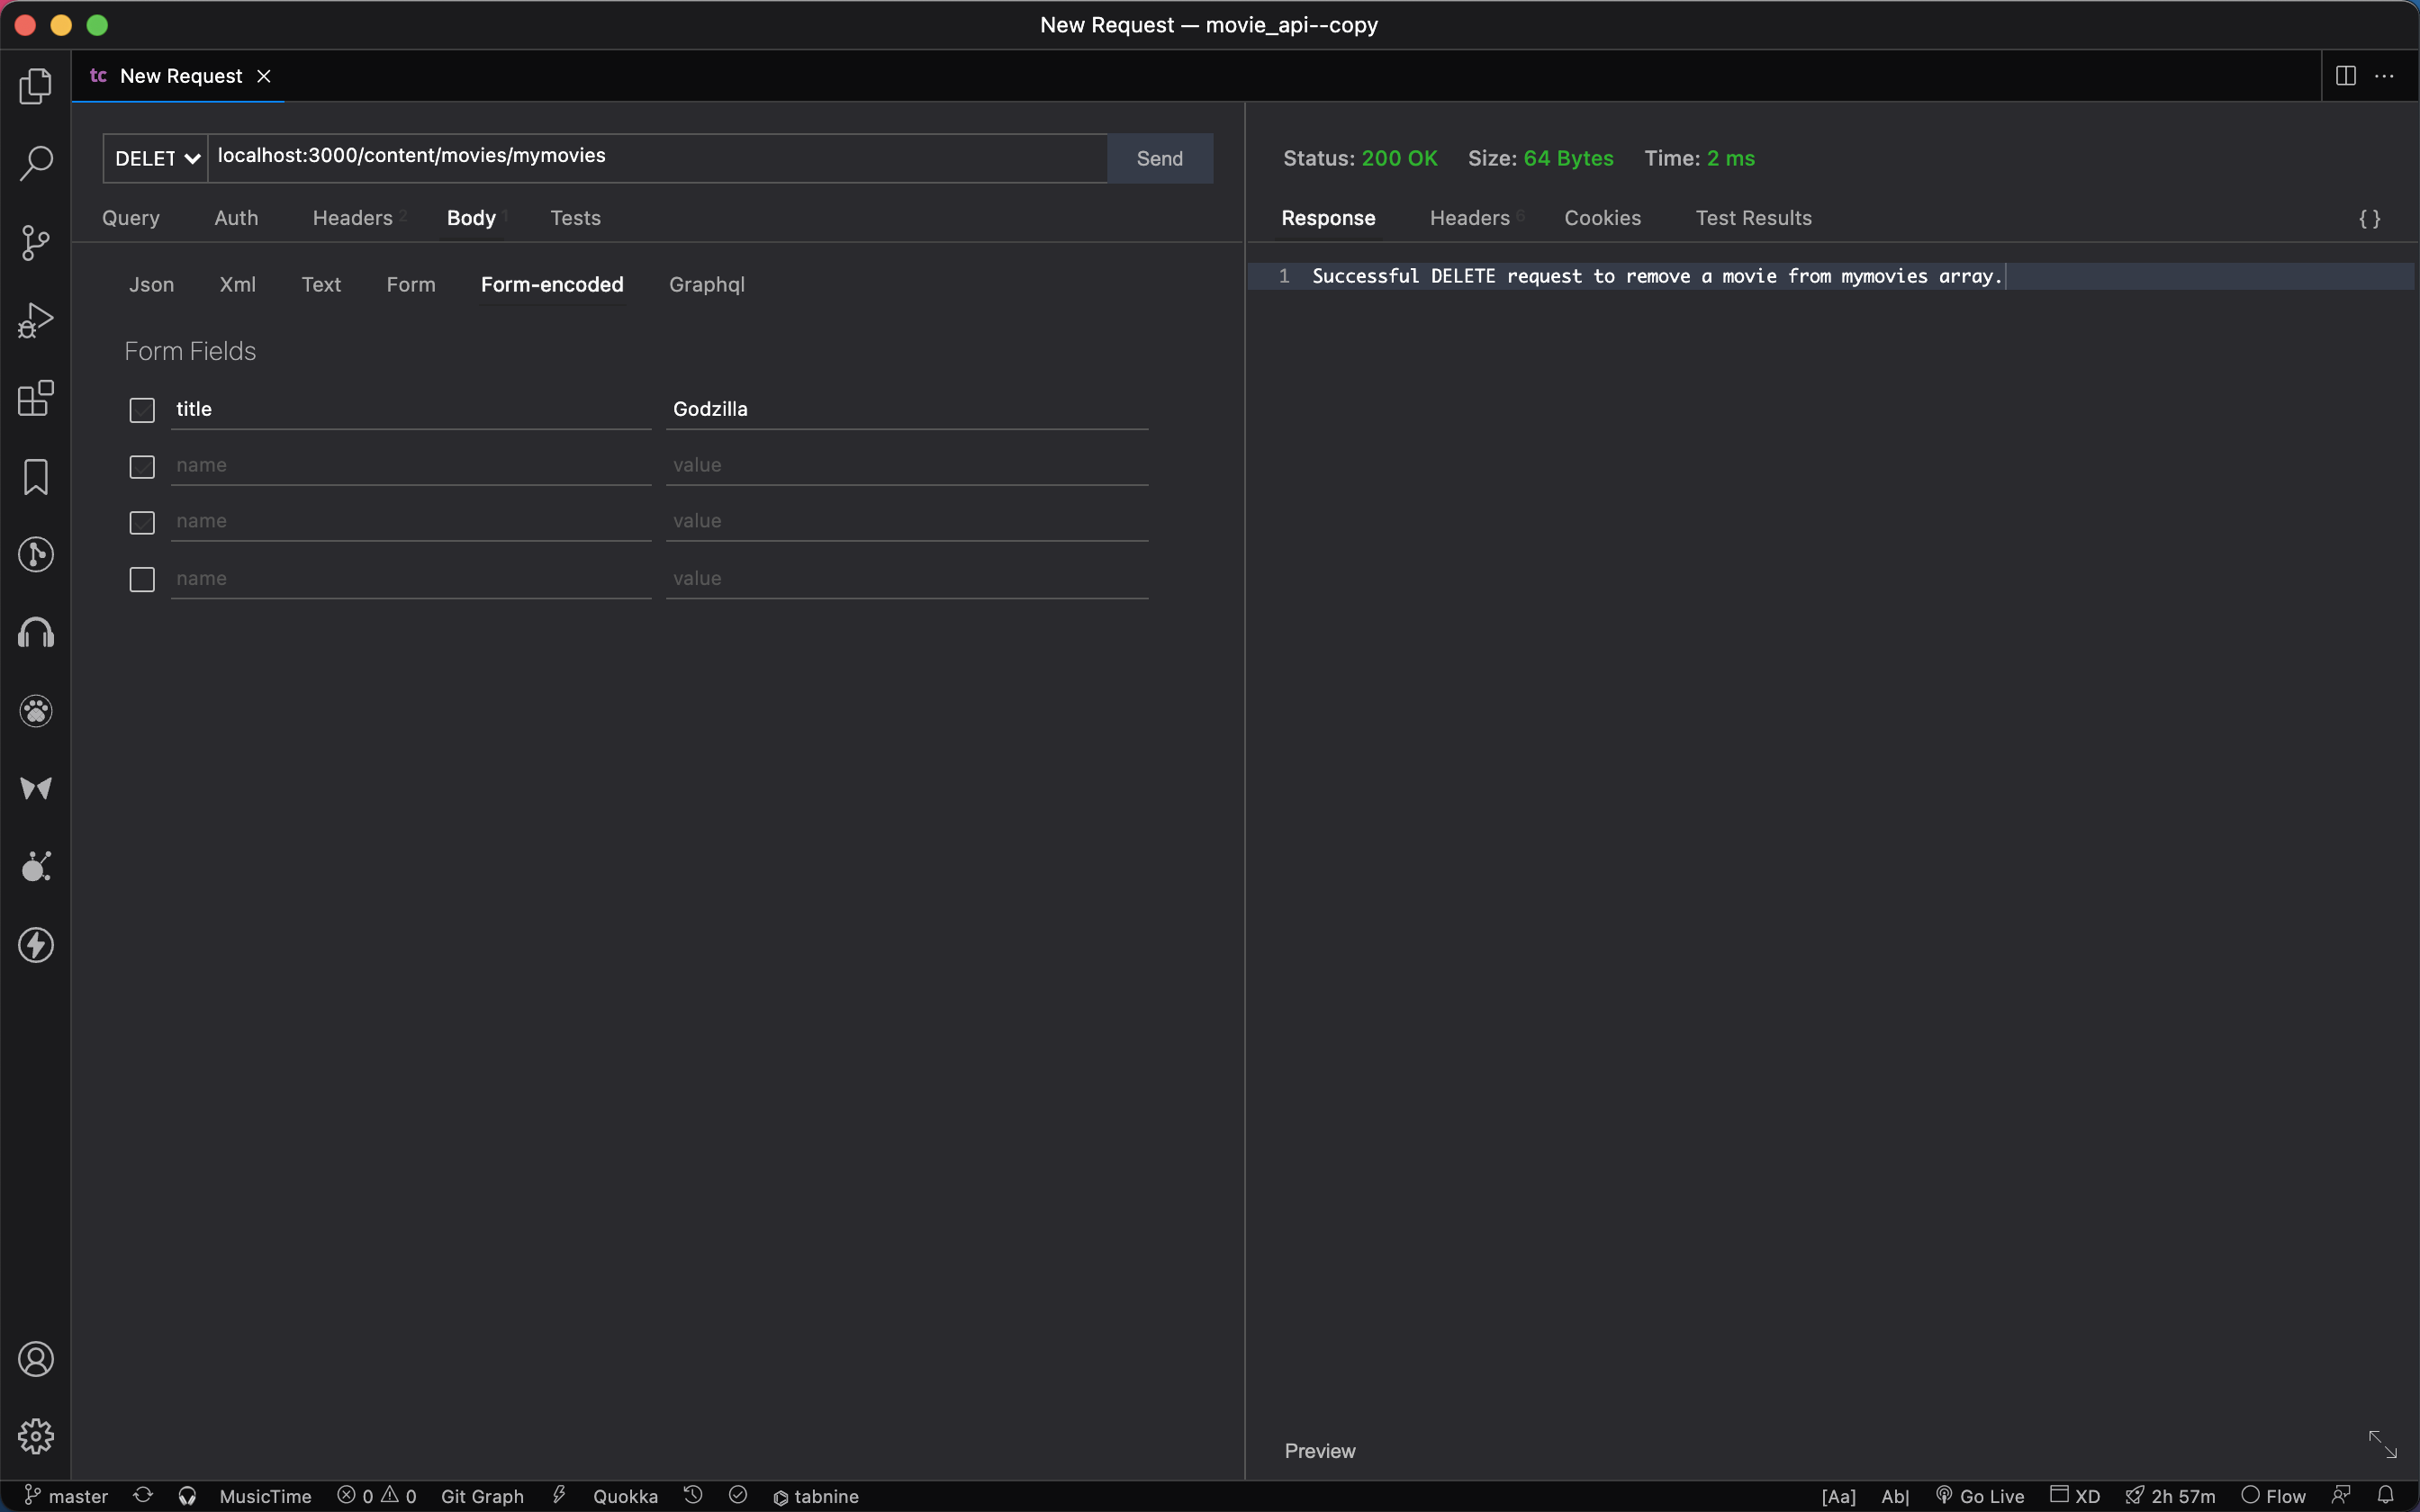 New Request — movie_api--copy
tc New Request
DELET localhost:3000/content/movies/mymovies Send
Status: 200 OK Size: 64 Bytes Time: 2 ms
Query Auth Headers 2 Body 1 Tests
Response Headers 6 Cookies Test Results { }
Json Xml Text Form Form-encoded Graphql
1 Successful DELETE request to remove a movie from mymovies array.
Form Fields
title Godzilla
name value
name value
name value
Preview
master MusicTime 0 0 Git Graph Quokka tabnine [Aa] Ab| Go Live XD 2h 57m Flow